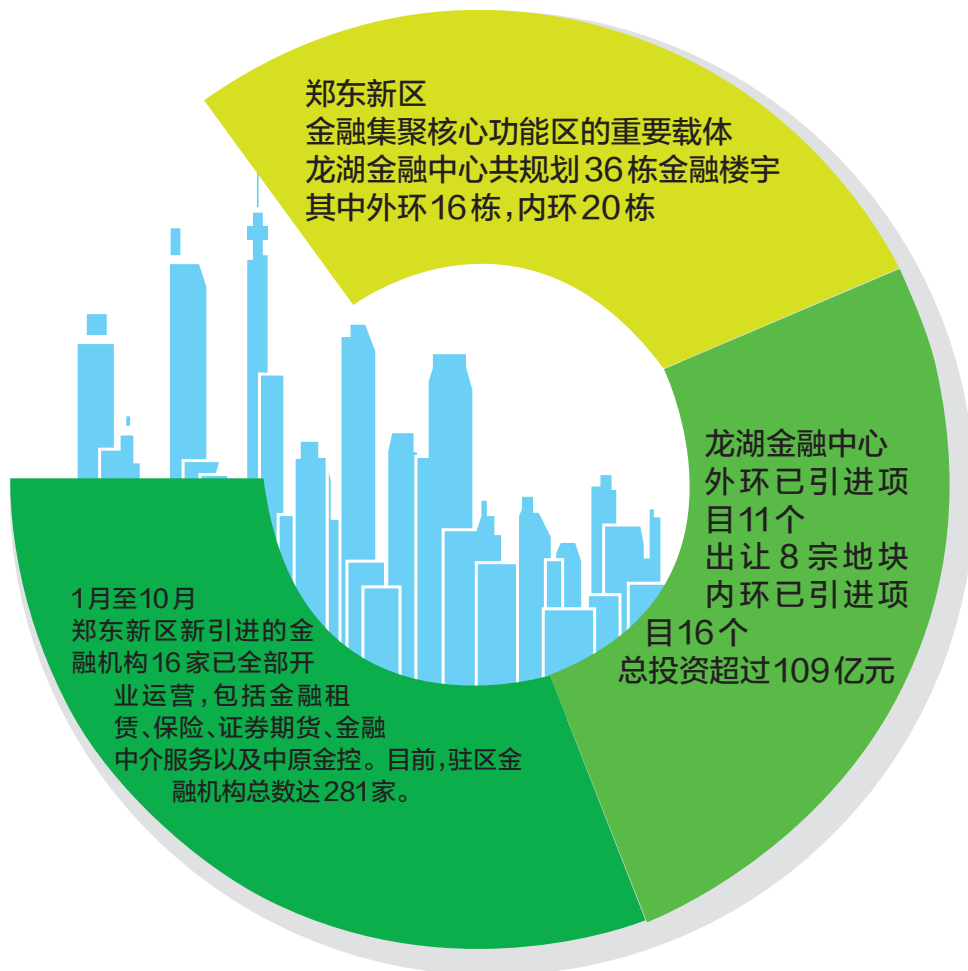 郑东新区
金融集聚核心功能区的重要载体
龙湖金融中心共规划36栋金融楼宇
其中外环16栋，内环20栋
龙湖金融中心
外环已引进项
目11个
出让8宗地块
内环已引进项
目16个
总投资超过109亿元
1月至10月
郑东新区新引进的金
融机构16家已全部开
业运营，包括金融租
赁、保险、证券期货、金融
中介服务以及中原金控。目前，驻区金
融机构总数达281家。